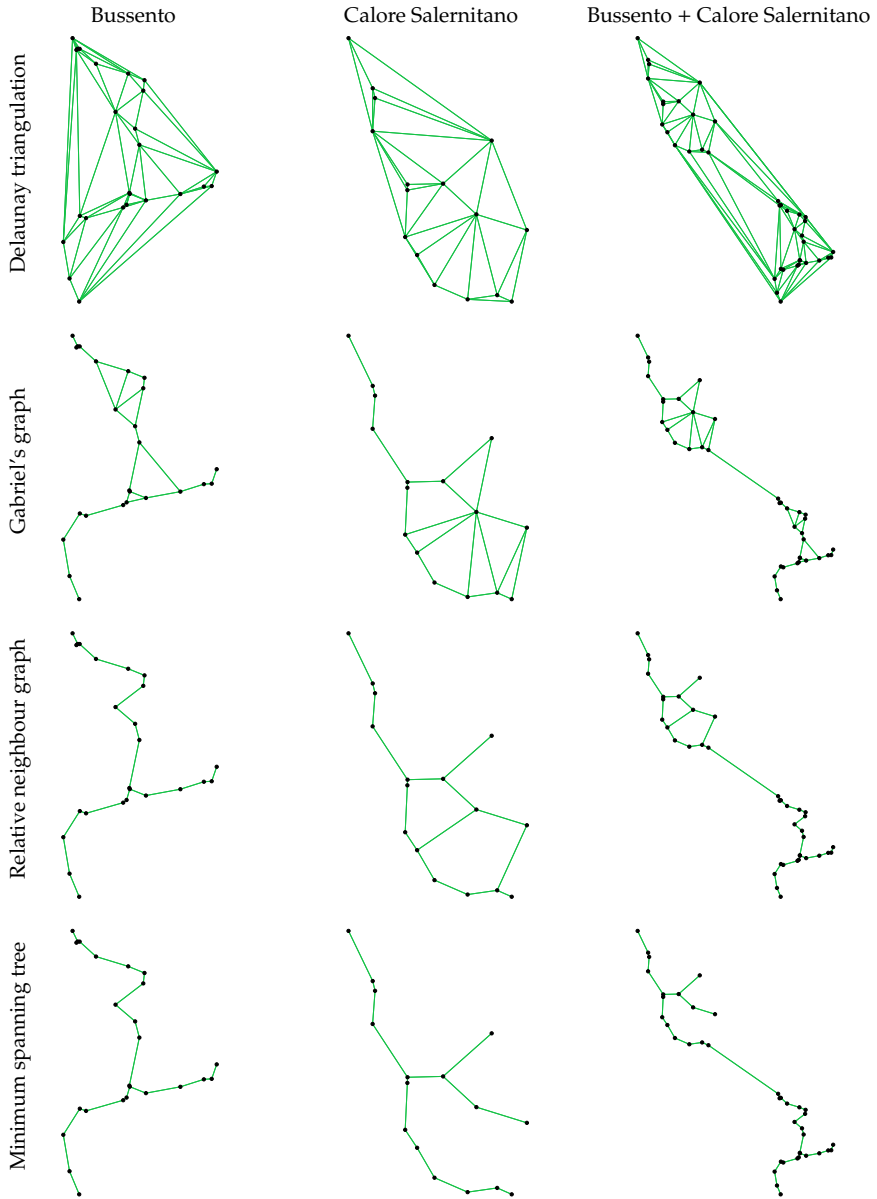 Bussento
Calore Salernitano
Bussento + Calore Salernitano
Delaunay triangulation
Gabriel's graph
Relative neighbour graph
Minimum spanning tree